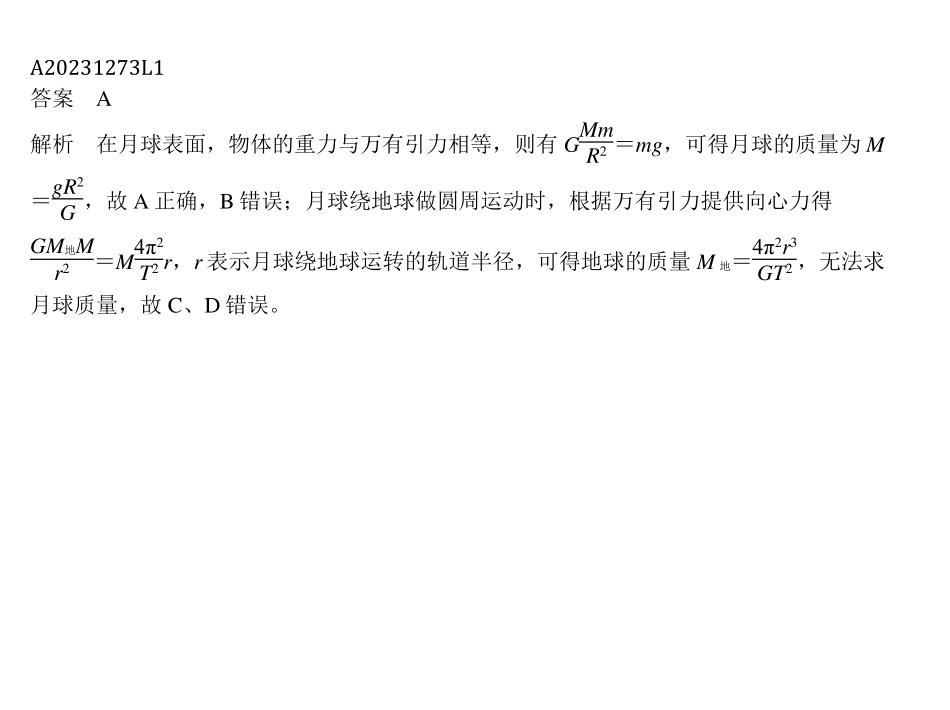 A20231273L1
答案　A
解析　在月球表面，物体的重力与万有引力相等，则有 G\frac{Mm}{R^2}＝mg，可得月球的质量为 M
＝\frac{gR^2}{G}，故 A 正确，B 错误；月球绕地球做圆周运动时，根据万有引力提供向心力得
\frac{GM_{地}M}{r^2}＝M\frac{4π^2}{T^2}r，r 表示月球绕地球运转的轨道半径，可得地球的质量 M_{地}＝\frac{4π^2r^3}{GT^2}，无法求
月球质量，故 C、D 错误。